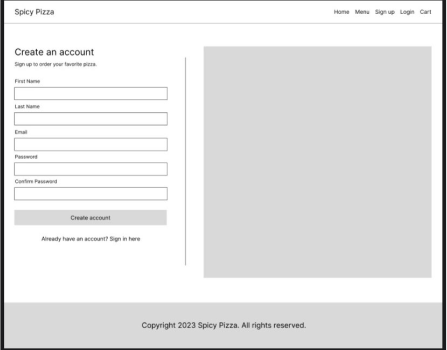 Spicy Pizza
Home Menu Sign up Login Cart
Create an account
Sign up to order your favorite pizza.
First Name
Last Name
Email
Password
Confirm Password
Create account
Already have an account? Sign in here
Copyright 2023 Spicy Pizza. All rights reserved.